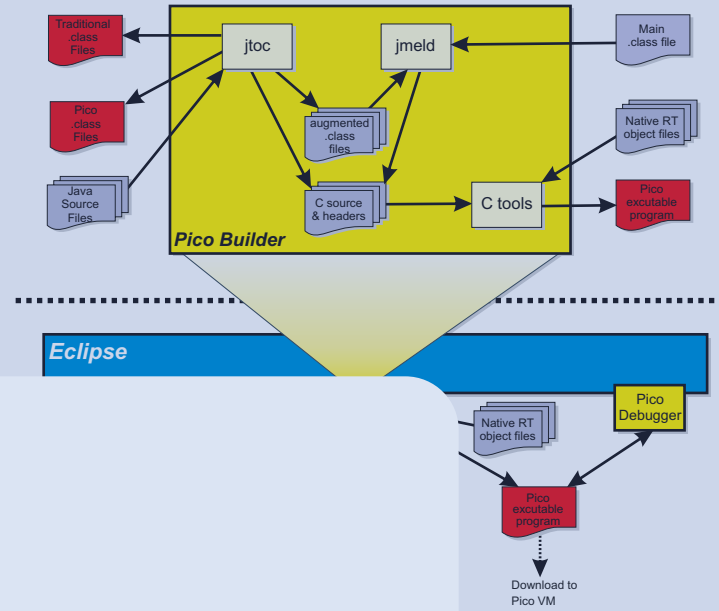 Traditional
.class
Files
jtoc
jmeld
Main
.class file
Pico
.class
Files
augmented
.class
files
Native RT
object files
Java
Source
Files
C source
& headers
C tools
Pico
excutable
program
Pico Builder
Eclipse
Native RT
object files
Pico
Debugger
Pico
excutable
program
Download to
Pico VM